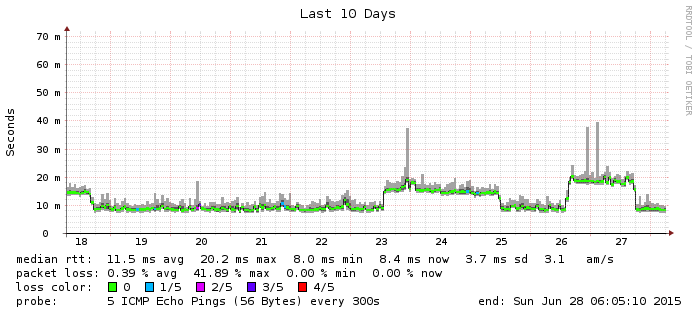 Last 10 Days
RRDTOOL / TOBI OETIKER
Seconds
70 m
60 m
50 m
40 m
30 m
20 m
10 m
0
18 19 20 21 22 23 24 25 26 27
median rtt: 11.5 ms avg 20.2 ms max 8.0 ms min 8.4 ms now 3.7 ms sd 3.1 am/s
packet loss: 0.39 % avg 41.89 % max 0.00 % min 0.00 % now
loss color: 0 1/5 2/5 3/5 4/5
probe: 5 ICMP Echo Pings (56 Bytes) every 300s end: Sun Jun 28 06:05:10 2015